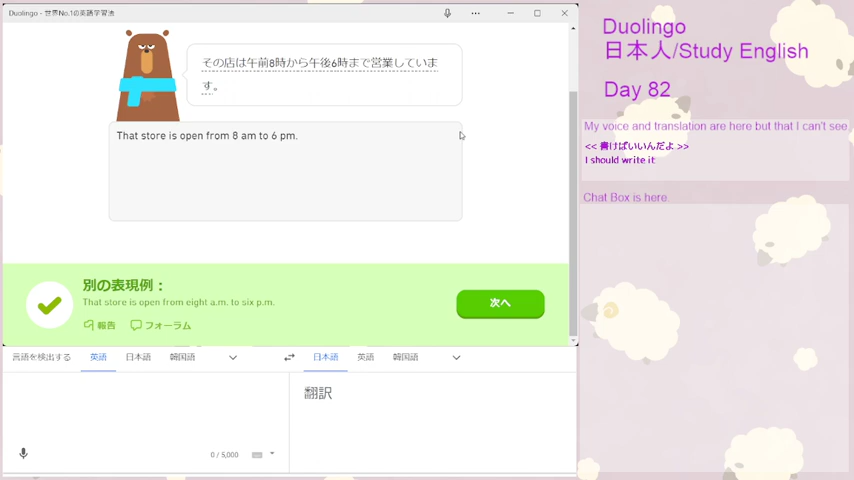 Duolingo - 世界No.1の英語学習法
その店は午前8時から午後6時まで営業していま
す。
That store is open from 8 am to 6 pm.
別の表現例：
That store is open from eight a.m. to six p.m.
報告 フォーラム
次へ
言語を検出する 英語 日本語 韓国語
日本語 英語 韓国語
翻訳
0 / 5,000
Duolingo
日本人/Study English
Day 82
My voice and translation are here but that I can't see
<< 書けばいいんだよ >>
I should write it
Chat Box is here.